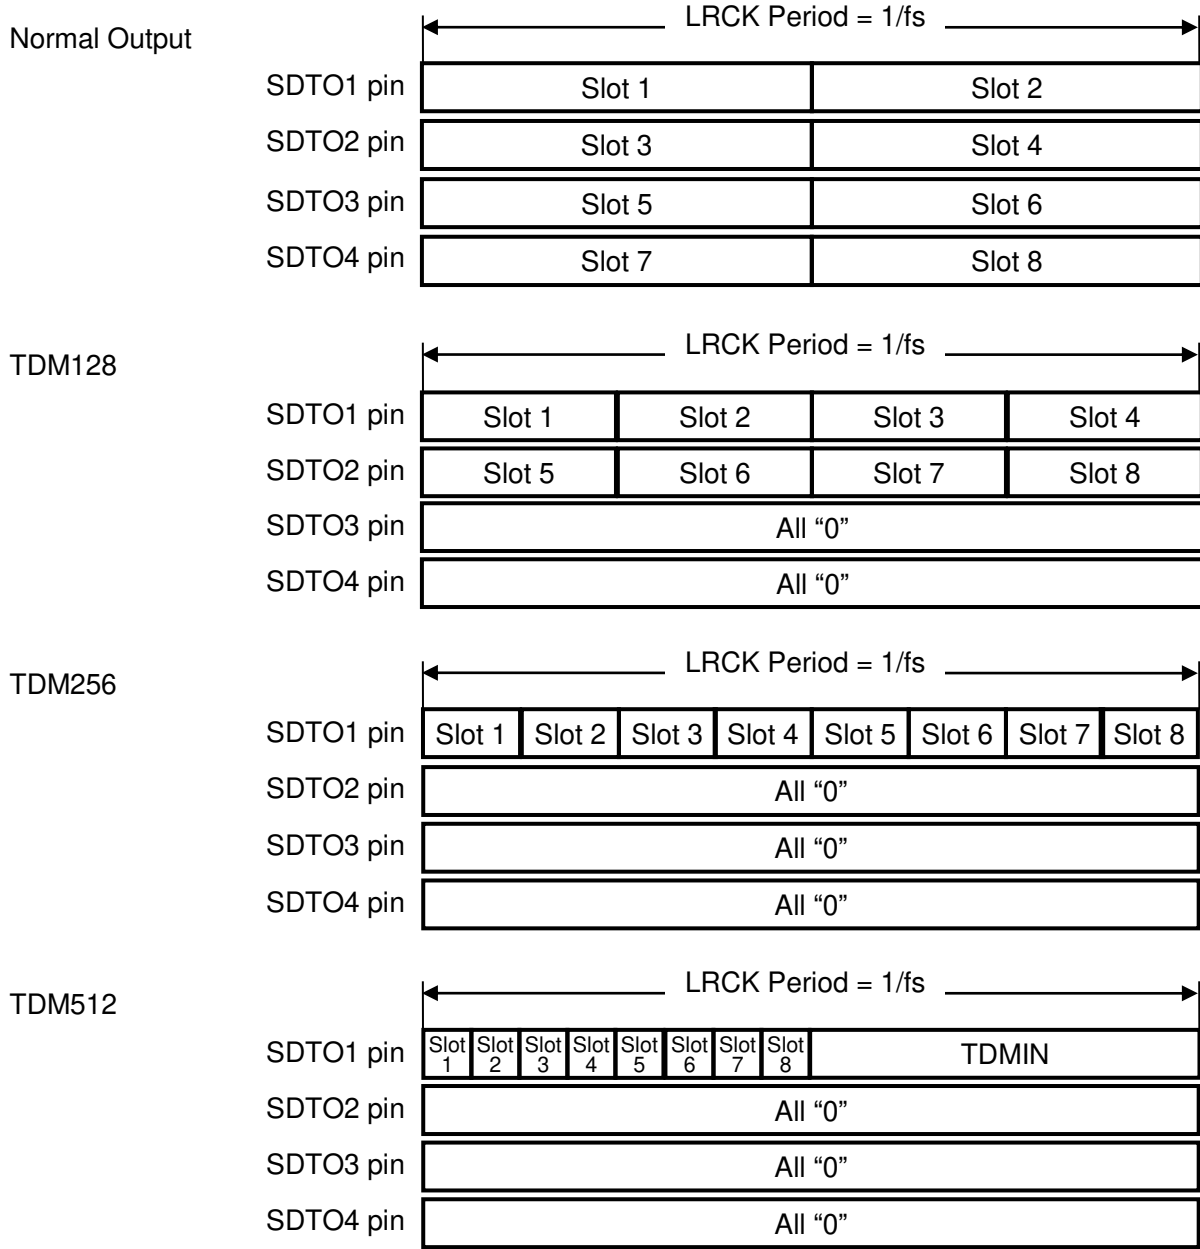 Normal Output
LRCK Period = 1/fs
SDTO1 pin Slot 1 Slot 2
SDTO2 pin Slot 3 Slot 4
SDTO3 pin Slot 5 Slot 6
SDTO4 pin Slot 7 Slot 8
TDM128
LRCK Period = 1/fs
SDTO1 pin Slot 1 Slot 2 Slot 3 Slot 4
SDTO2 pin Slot 5 Slot 6 Slot 7 Slot 8
SDTO3 pin All “0”
SDTO4 pin All “0”
TDM256
LRCK Period = 1/fs
SDTO1 pin Slot 1 Slot 2 Slot 3 Slot 4 Slot 5 Slot 6 Slot 7 Slot 8
SDTO2 pin All “0”
SDTO3 pin All “0”
SDTO4 pin All “0”
TDM512
LRCK Period = 1/fs
SDTO1 pin Slot 1 Slot 2 Slot 3 Slot 4 Slot 5 Slot 6 Slot 7 Slot 8 TDMIN
SDTO2 pin All “0”
SDTO3 pin All “0”
SDTO4 pin All “0”